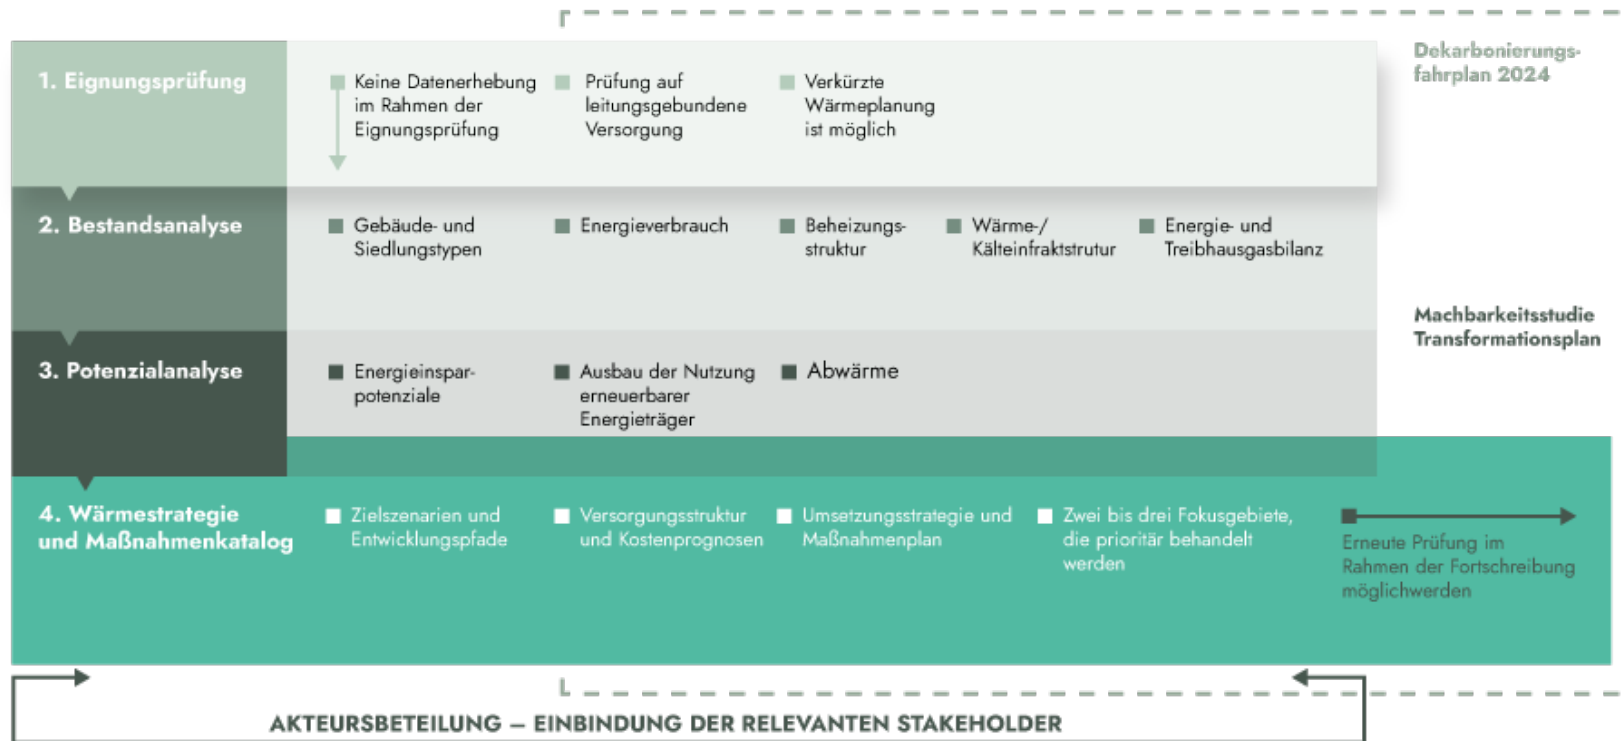 Dekarbonierungs-
fahrplan 2024
1. Eignungsprüfung
Keine Datenerhebung
im Rahmen der
Eignungsprüfung
Prüfung auf
leitungsgebundene
Versorgung
Verkürzte
Wärmeplanung
ist möglich
2. Bestandsanalyse
Gebäude- und
Siedlungstypen
Energieverbrauch
Beheizungs-
struktur
Wärme-/
Kälteinfraktstrutur
Energie- und
Treibhausgasbilanz
Machbarkeitsstudie
Transformationsplan
3. Potenzialanalyse
Energieeinspar-
potenziale
Ausbau der Nutzung
erneuerbarer
Energieträger
Abwärme
4. Wärmestrategie
und Maßnahmenkatalog
Zielszenarien und
Entwicklungspfade
Versorgungsstruktur
und Kostenprognosen
Umsetzungsstrategie und
Maßnahmenplan
Zwei bis drei Fokusgebiete,
die prioritär behandelt
werden
Erneute Prüfung im
Rahmen der Fortschreibung
möglichwerden
AKTEURSBETEILUNG – EINBINDUNG DER RELEVANTEN STAKEHOLDER